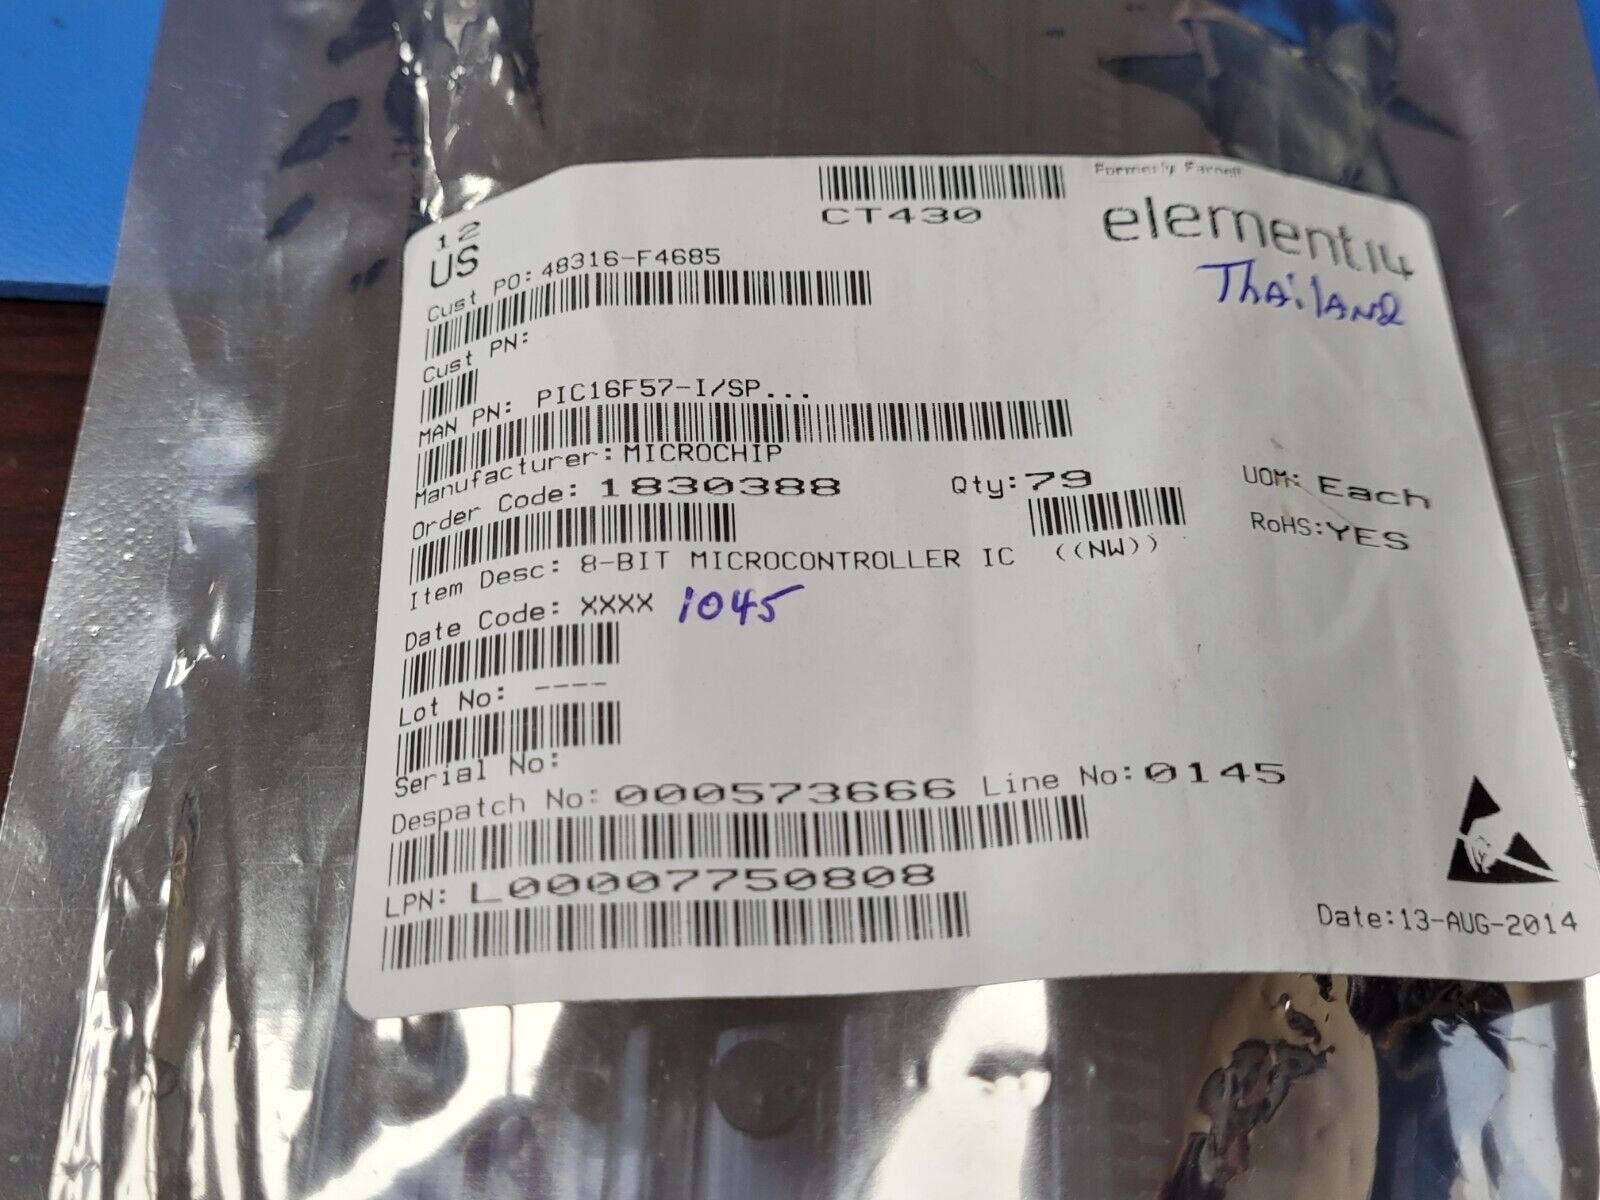 CT430
Formerly Farnell
element14
Thailand
12
US
Cust PO: 48316-F4685
Cust PN:
MAN PN: PIC16F57-I/SP...
Manufacturer: MICROCHIP
Order Code: 1830388 Qty: 79 UOM: Each
RoHS: YES
Item Desc: 8-BIT MICROCONTROLLER IC ((NW))
Date Code: XXXX 1045
Lot No: ----
Serial No:
Despatch No: 000573666 Line No: 0145
LPN: L00007750808
Date: 13-AUG-2014